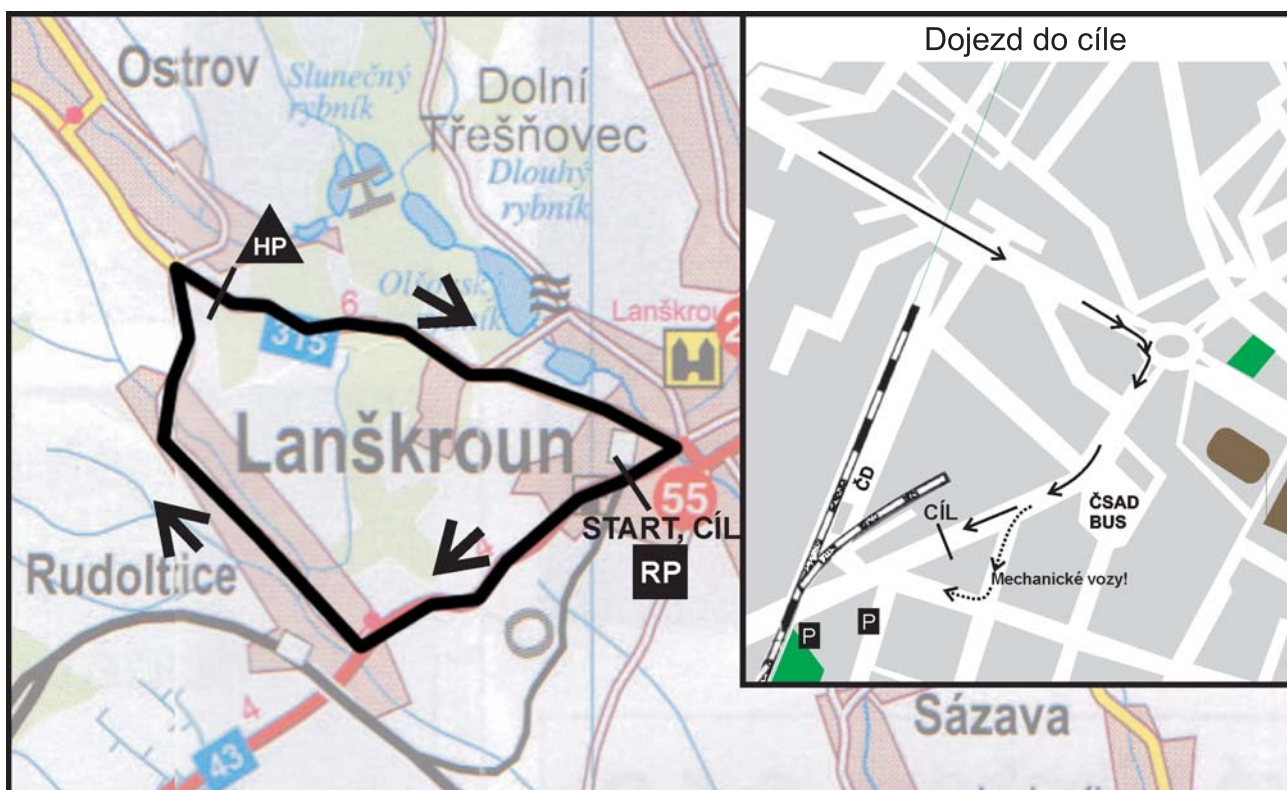 Dojezd do cíle
Ostrov
Slunečný
rybník
Dolní
Třešňovec
Dlouhý
rybník
HP
6
315
Lanškroun
START, CÍL
RP
55
4
Rudoltice
4
43
Sázava
ČD
CÍL
ČSAD
BUS
Mechanické vozy!
P
P